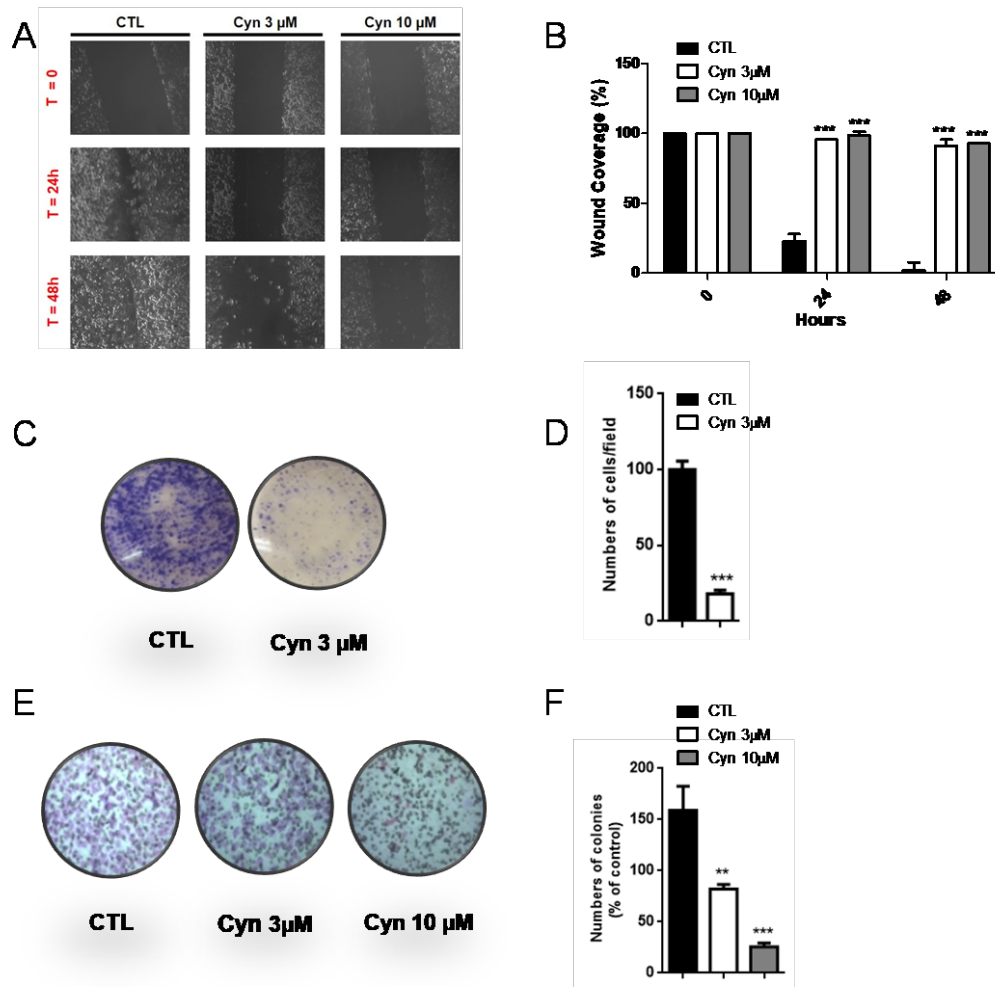 A
CTL Cyn 3 µM Cyn 10 µM
T = 0
T = 24h
T = 48h
B
CTL
Cyn 3µM
Cyn 10µM
Wound Coverage (%)
150
100
50
0
*** ***
*** ***
0 24 48
Hours
C
CTL Cyn 3 µM
D
CTL
Cyn 3µM
Numbers of cells/field
150
100
50
0
***
E
CTL Cyn 3µM Cyn 10 µM
F
CTL
Cyn 3µM
Cyn 10µM
Numbers of colonies
(% of control)
200
150
100
50
0
**
***